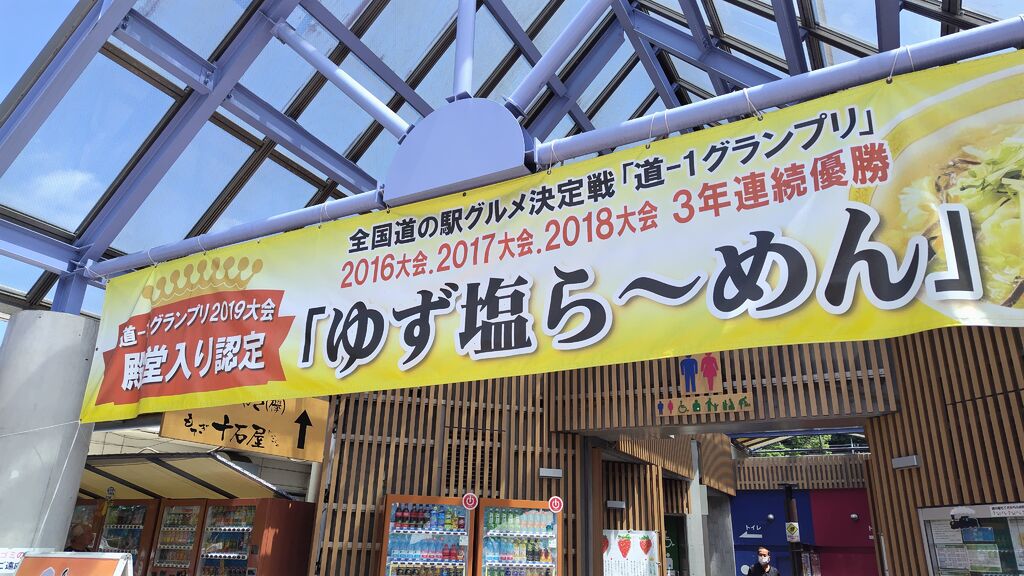 全国道の駅グルメ決定戦「道-1グランプリ」
2016大会.2017大会.2018大会 3年連続優勝
「ゆず塩ら〜めん」
道-1グランプリ2019大会
殿堂入り認定
十石屋
トイレ